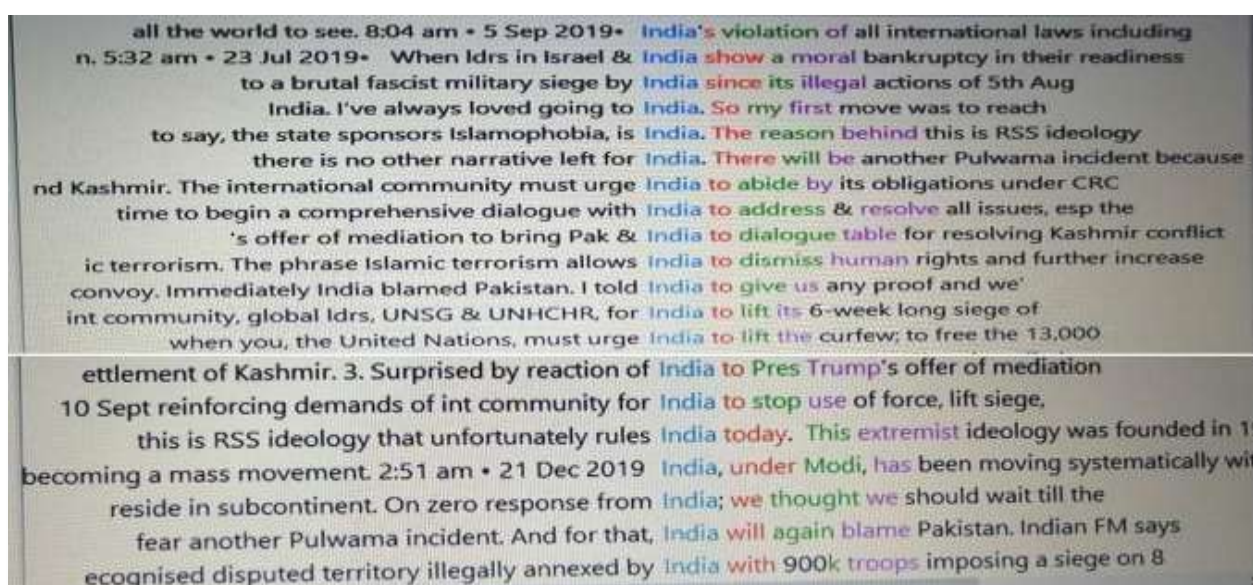 all the world to see. 8:04 am • 5 Sep 2019• India's violation of all international laws including
n. 5:32 am • 23 Jul 2019• When ldrs in Israel & India show a moral bankruptcy in their readiness
to a brutal fascist military siege by India since its illegal actions of 5th Aug
India. I've always loved going to India. So my first move was to reach
to say, the state sponsors Islamophobia, is India. The reason behind this is RSS ideology
there is no other narrative left for India. There will be another Pulwama incident because
nd Kashmir. The international community must urge India to abide by its obligations under CRC
time to begin a comprehensive dialogue with India to address & resolve all issues, esp the
's offer of mediation to bring Pak & India to dialogue table for resolving Kashmir conflict
ic terrorism. The phrase Islamic terrorism allows India to dismiss human rights and further increase
convoy. Immediately India blamed Pakistan. I told India to give us any proof and we'
int community, global ldrs, UNSG & UNHCHR, for India to lift its 6-week long siege of
when you, the United Nations, must urge India to lift the curfew; to free the 13,000
ettlement of Kashmir. 3. Surprised by reaction of India to Pres Trump's offer of mediation
10 Sept reinforcing demands of int community for India to stop use of force, lift siege,
this is RSS ideology that unfortunately rules India today. This extremist ideology was founded in 1
becoming a mass movement. 2:51 am • 21 Dec 2019 India, under Modi, has been moving systematically wit
reside in subcontinent. On zero response from India; we thought we should wait till the
fear another Pulwama incident. And for that, India will again blame Pakistan. Indian FM says
ecognised disputed territory illegally annexed by India with 900k troops imposing a siege on 8